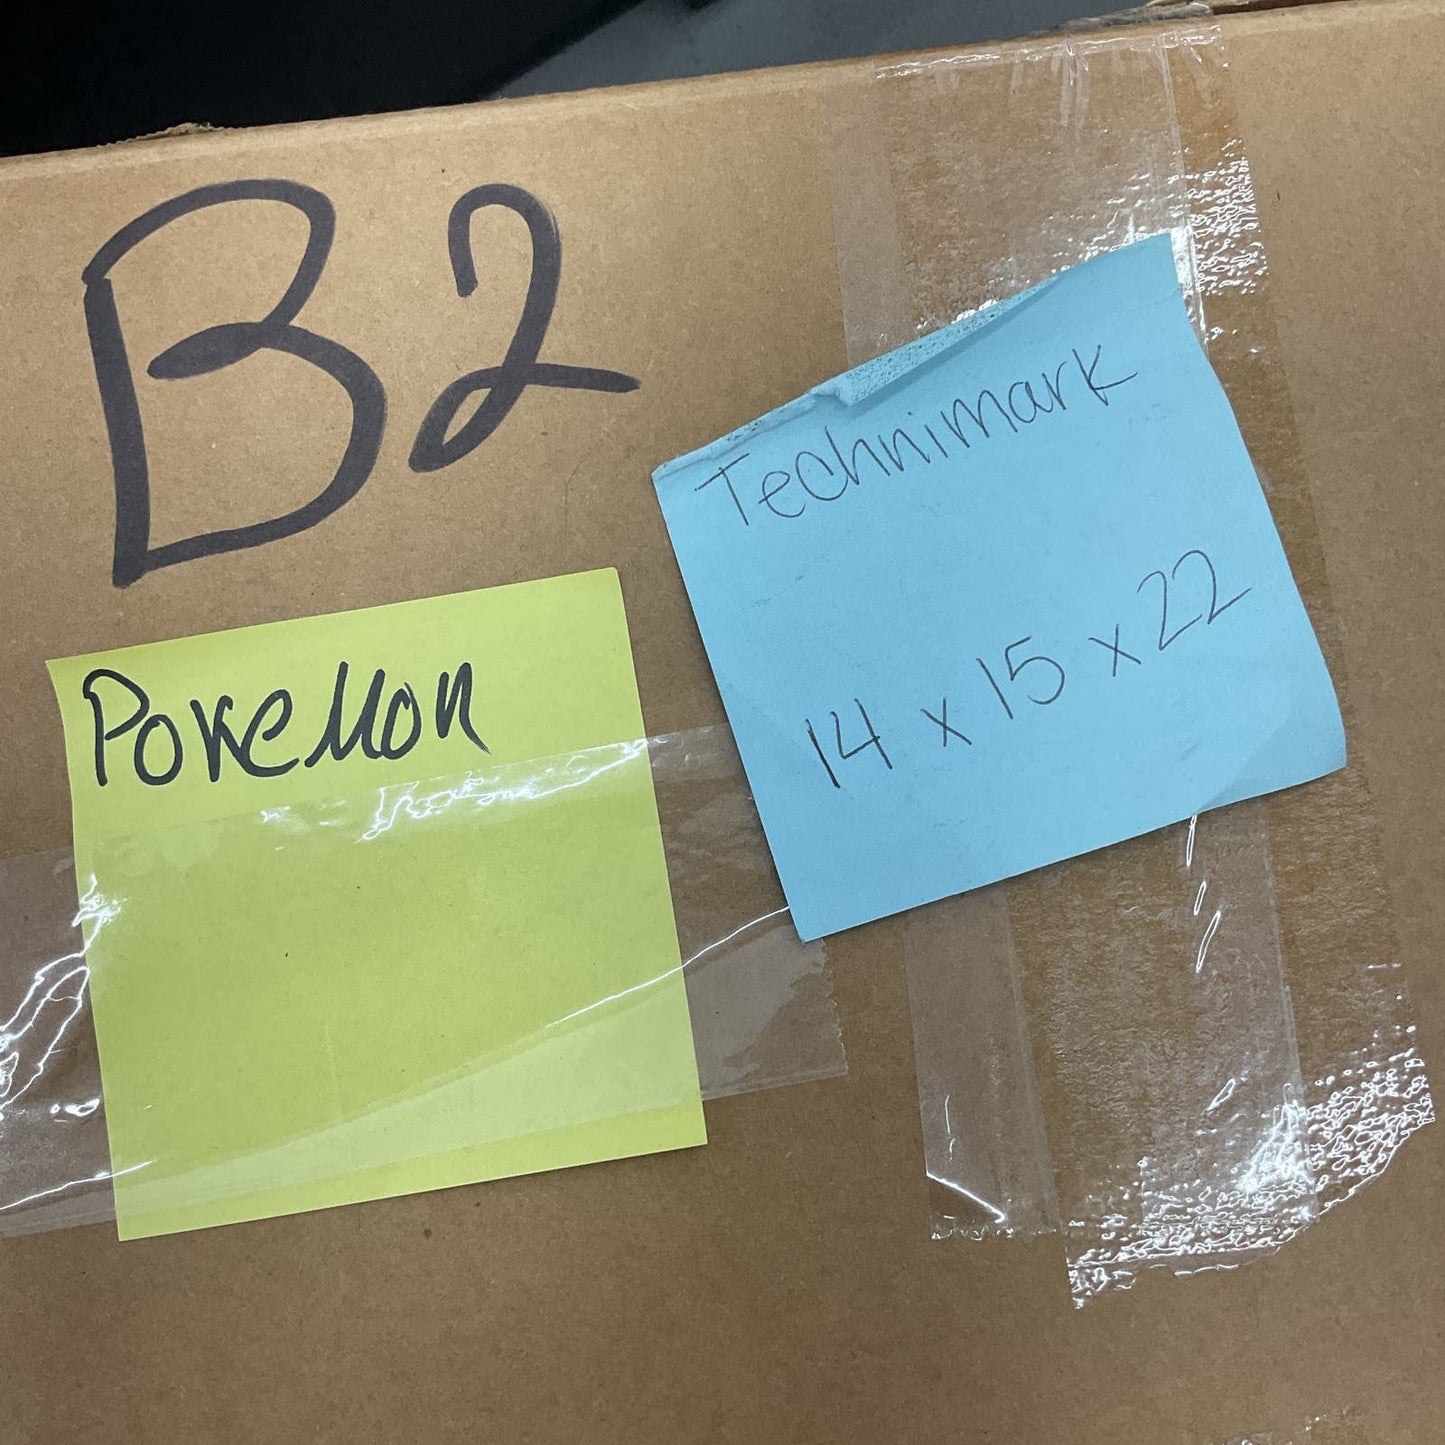 B2
Technimark
14 x 15 x 22
Pokemon